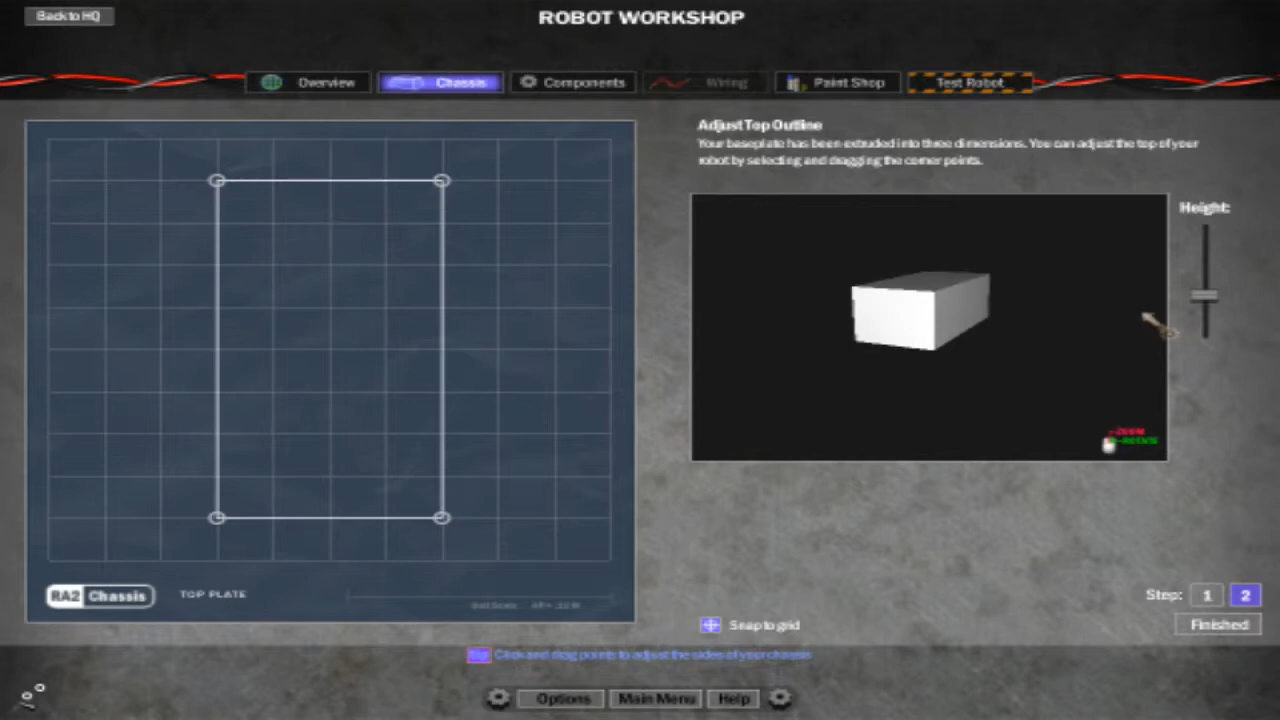 Back to HQ
ROBOT WORKSHOP
Overview
Chassis
Components
Wiring
Paint Shop
Test Robot
Adjust Top Outline
Your baseplate has been extruded into three dimensions. You can adjust the top of your
robot by selecting and dragging the corner points.
Height:
-ZOOM
-ROTATE
RA2 Chassis
TOP PLATE
Step: 1 2
Snap to grid
Finished
Click and drag points to adjust the sides of your chassis
Options
Main Menu
Help